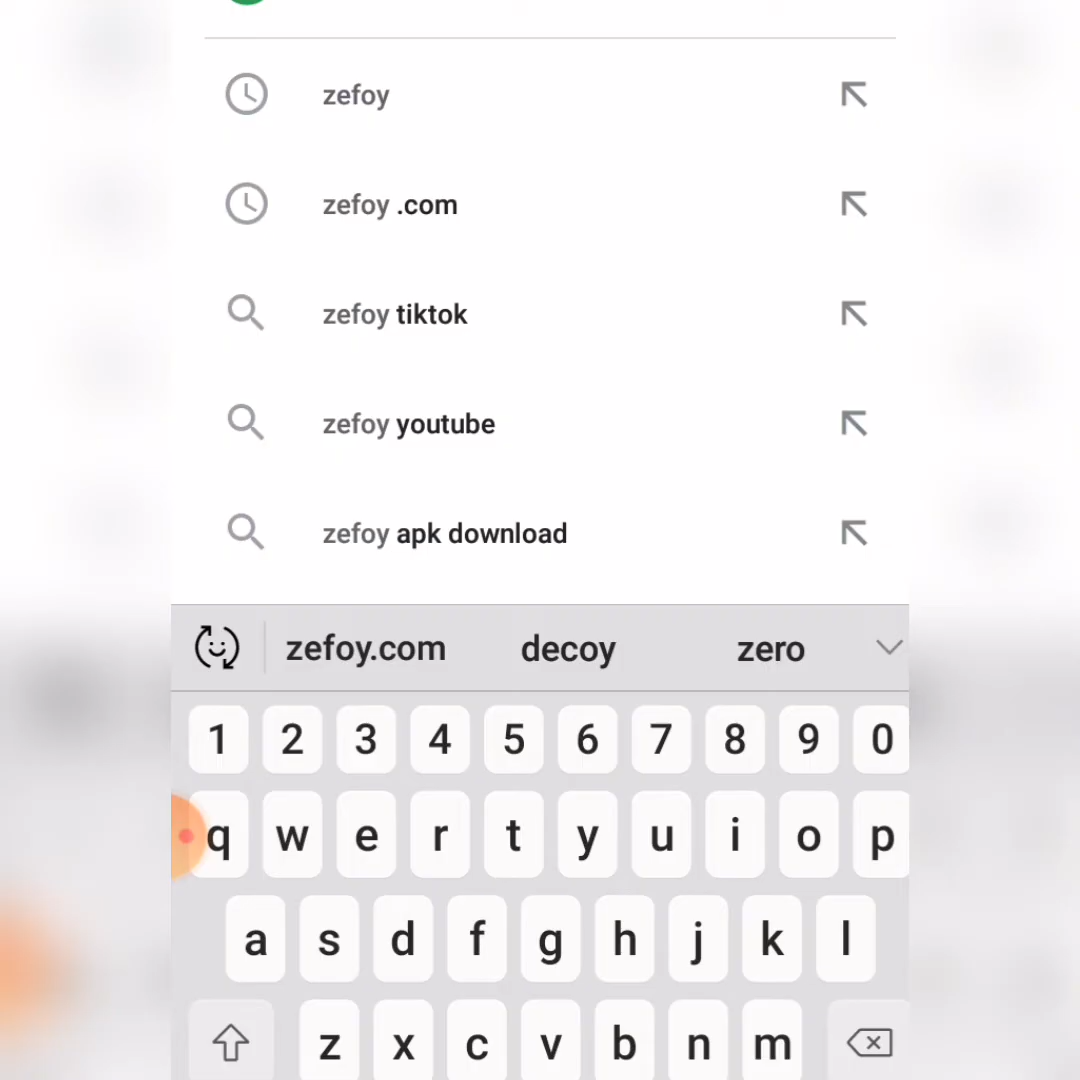 zefoy
zefoy .com
zefoy tiktok
zefoy youtube
zefoy apk download
zefoy.com decoy zero
1 2 3 4 5 6 7 8 9 0
q w e r t y u i o p
a s d f g h j k l
z x c v b n m